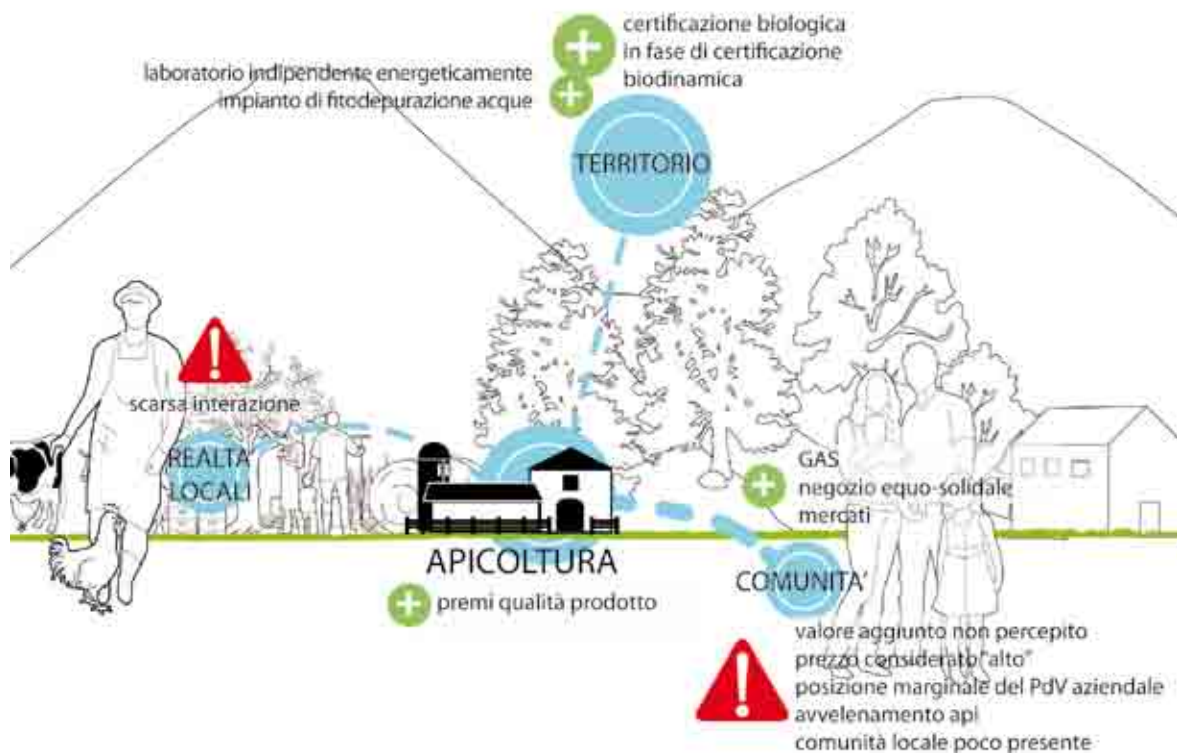 certificazione biologica
in fase di certificazione
biodinamica
laboratorio indipendente energeticamente
impianto di fitodepurazione acque
TERRITORIO
scarsa interazione
REALTA'
LOCALI
GAS
negozio equo-solidale
mercati
APICOLTURA
premi qualità prodotto
COMUNITA'
valore aggiunto non percepito
prezzo considerato "alto"
posizione marginale del PdV aziendale
avvelenamento api
comunità locale poco presente